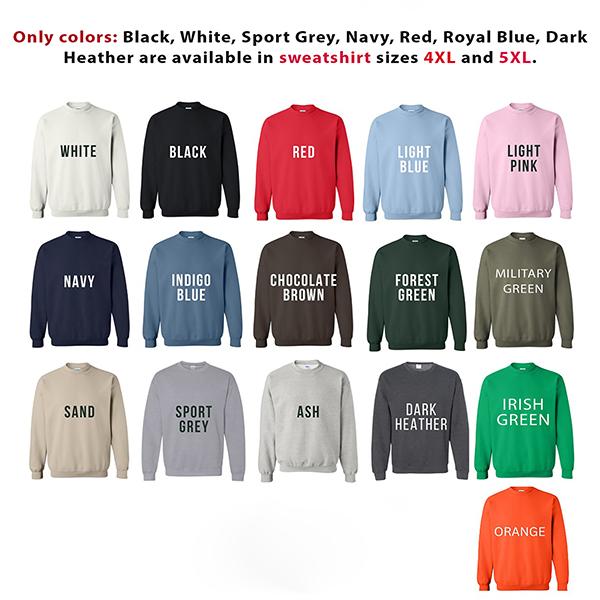 Only colors: Black, White, Sport Grey, Navy, Red, Royal Blue, Dark
Heather are available in sweatshirt sizes 4XL and 5XL.
WHITE
BLACK
RED
LIGHT
BLUE
LIGHT
PINK
NAVY
INDIGO
BLUE
CHOCOLATE
BROWN
FOREST
GREEN
MILITARY
GREEN
SAND
SPORT
GREY
ASH
DARK
HEATHER
IRISH
GREEN
ORANGE